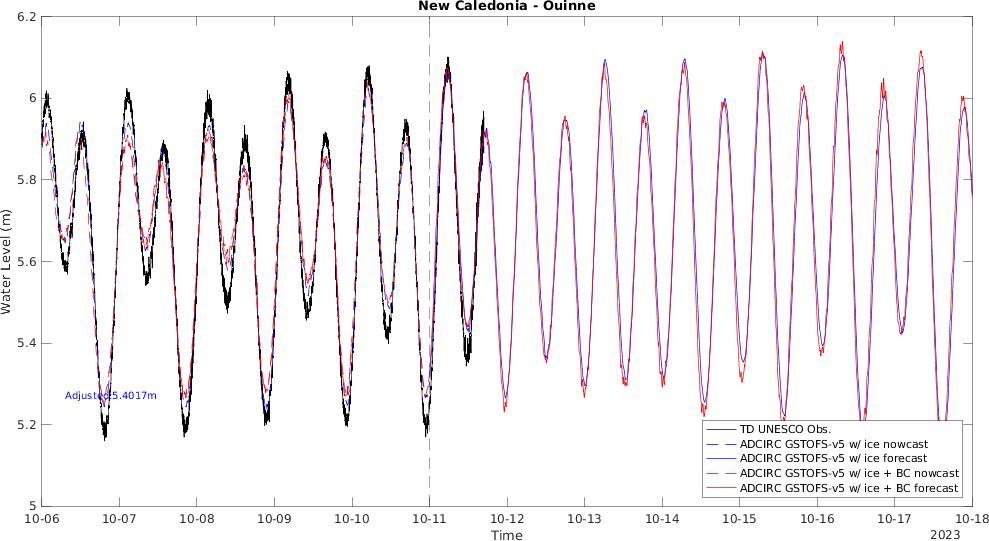 New Caledonia - Ouinne
6.2
6
5.8
5.6
5.4
5.2
5
Water Level (m)
Adjusted:5.4017m
TD UNESCO Obs.
ADCIRC GSTOFS-v5 w/ ice nowcast
ADCIRC GSTOFS-v5 w/ ice forecast
ADCIRC GSTOFS-v5 w/ ice + BC nowcast
ADCIRC GSTOFS-v5 w/ ice + BC forecast
10-06 10-07 10-08 10-09 10-10 10-11 10-12 10-13 10-14 10-15 10-16 10-17 10-18
Time
2023